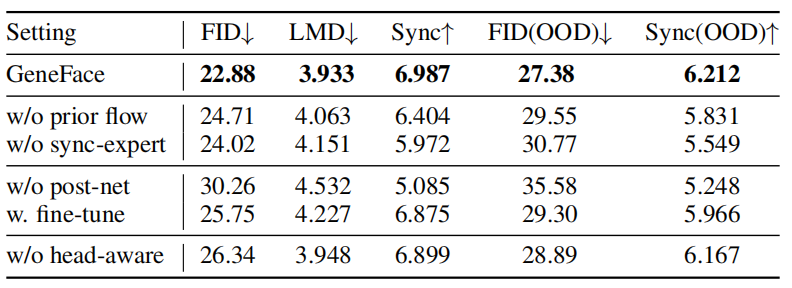 Setting FID↓ LMD↓ Sync↑ FID(OOD)↓ Sync(OOD)↑
GeneFace 22.88 3.933 6.987 27.38 6.212
w/o prior flow 24.71 4.063 6.404 29.55 5.831
w/o sync-expert 24.02 4.151 5.972 30.77 5.549
w/o post-net 30.26 4.532 5.085 35.58 5.248
w. fine-tune 25.75 4.227 6.875 29.30 5.966
w/o head-aware 26.34 3.948 6.899 28.89 6.167